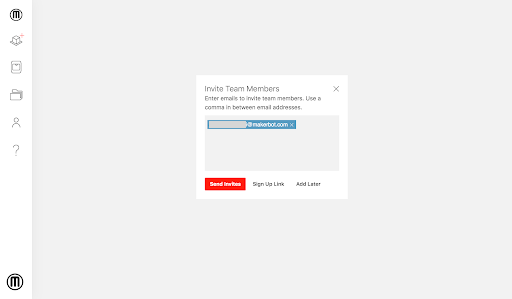 Invite Team Members
Enter emails to invite team members. Use a
comma in between email addresses.
@makerbot.com ×
Send Invites Sign Up Link Add Later